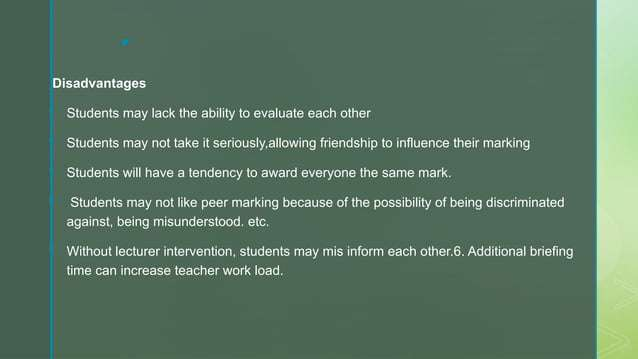 Disadvantages
Students may lack the ability to evaluate each other
Students may not take it seriously,allowing friendship to influence their marking
Students will have a tendency to award everyone the same mark.
Students may not like peer marking because of the possibility of being discriminated
against, being misunderstood. etc.
Without lecturer intervention, students may mis inform each other.6. Additional briefing
time can increase teacher work load.